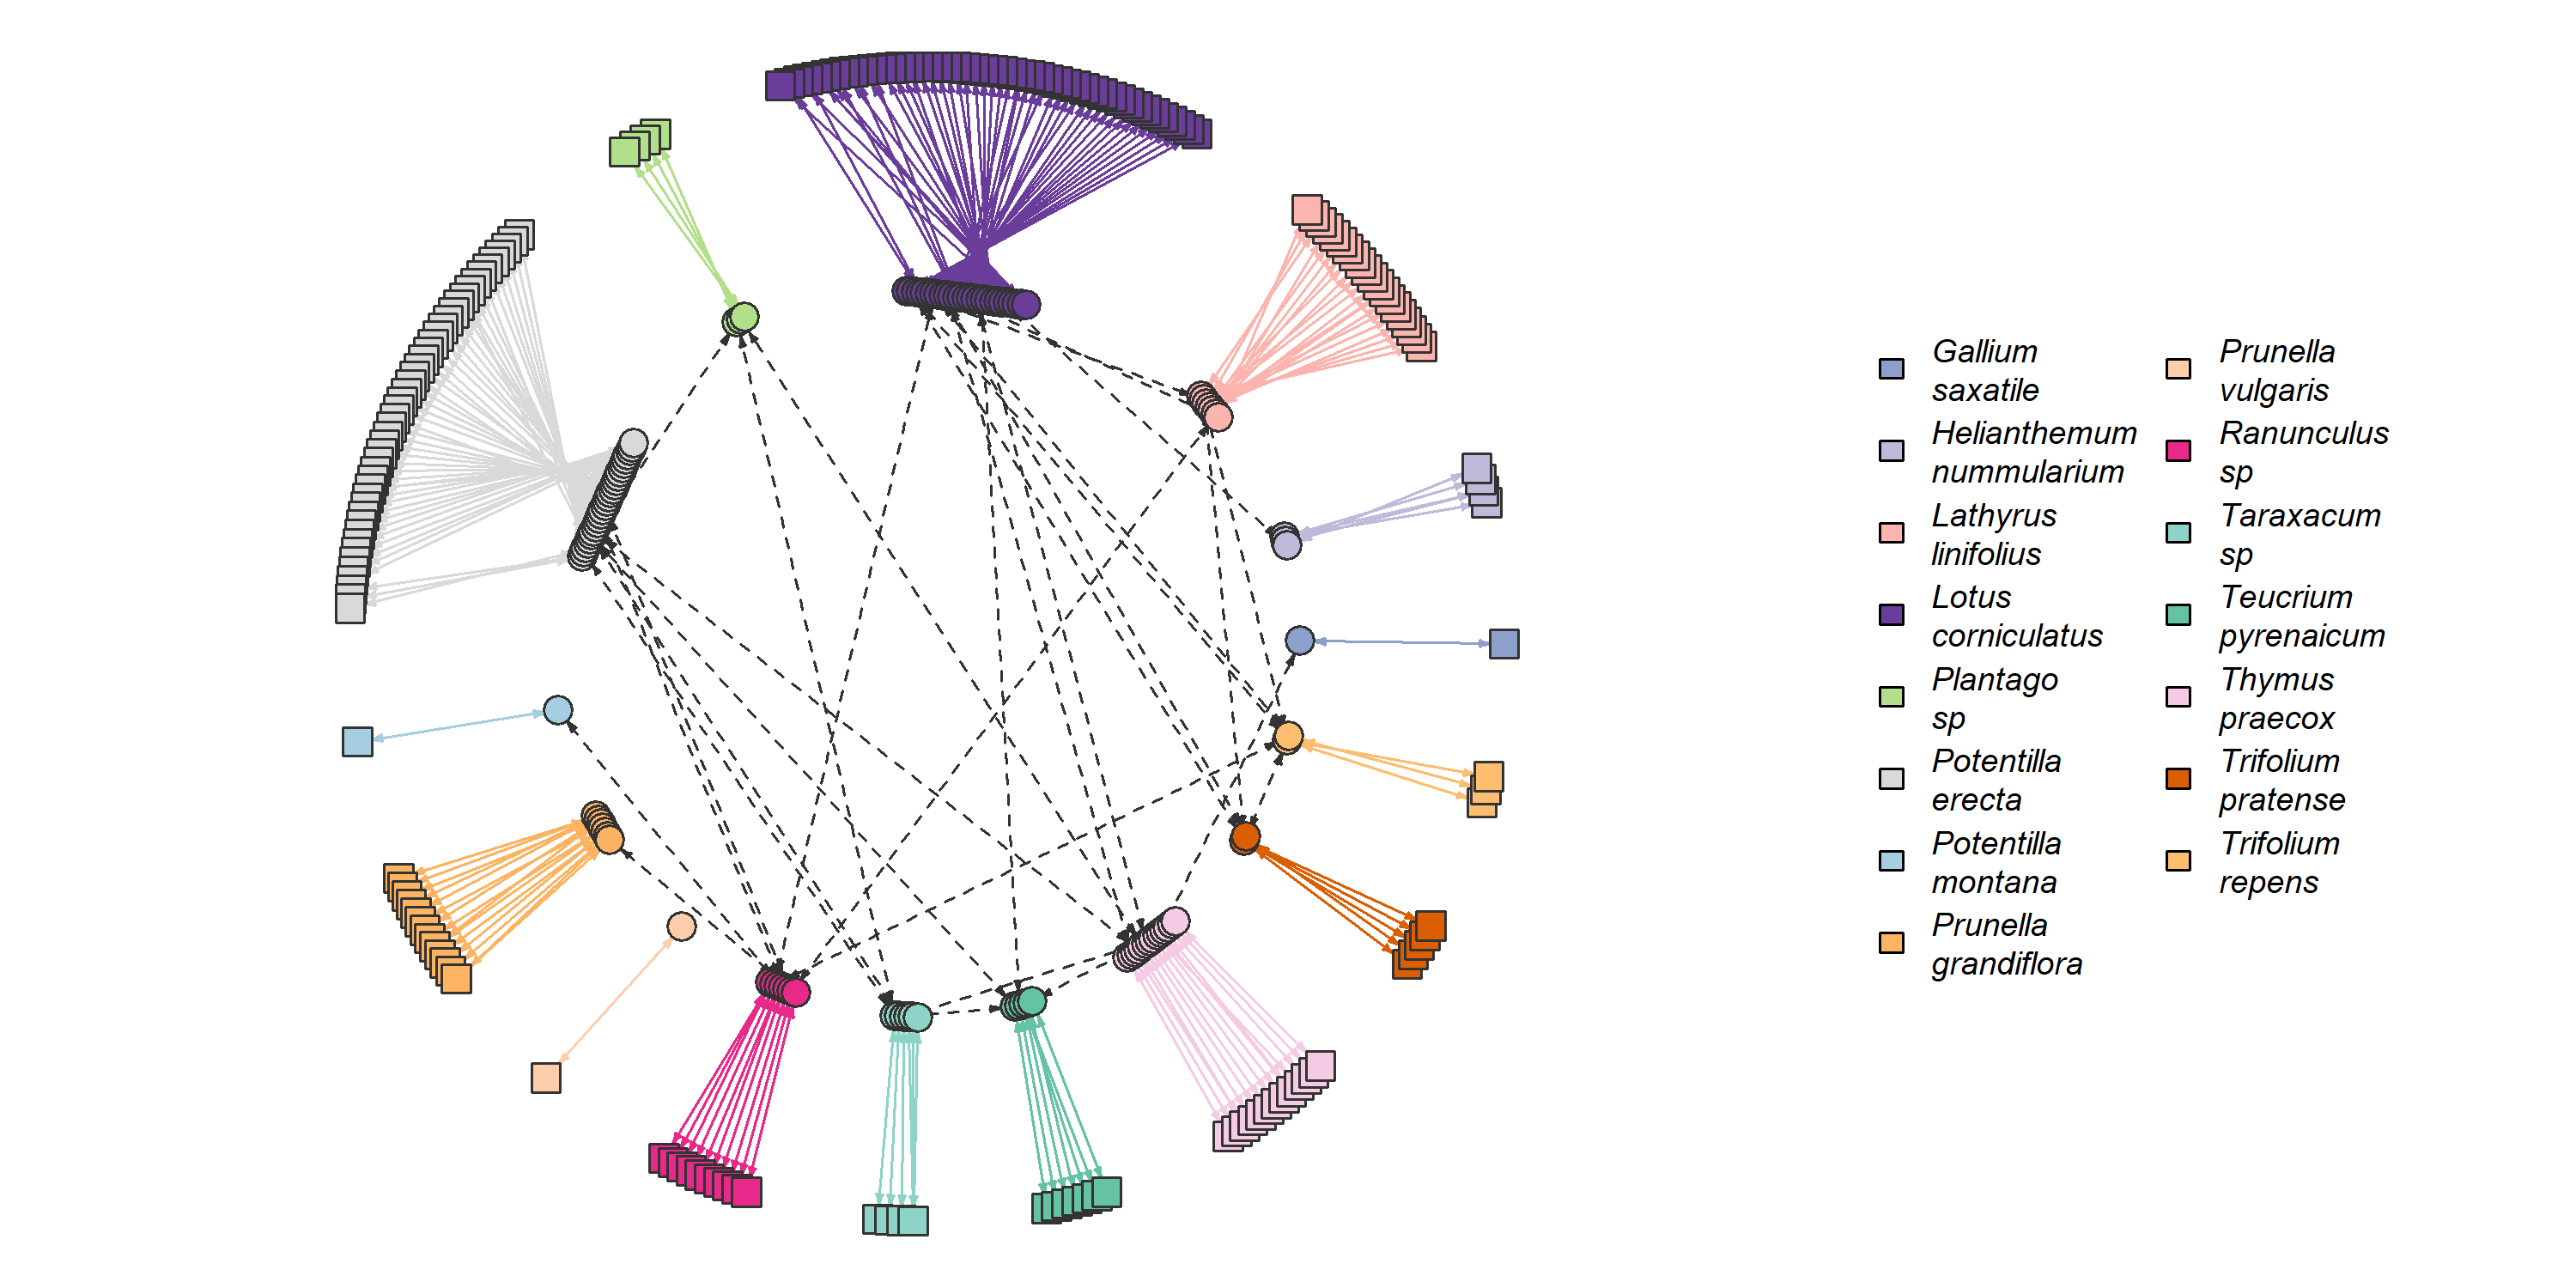 Gallium
saxatile
Helianthemum
nummularium
Lathyrus
linifolius
Lotus
corniculatus
Plantago
sp
Potentilla
erecta
Potentilla
montana
Prunella
grandiflora
Prunella
vulgaris
Ranunculus
sp
Taraxacum
sp
Teucrium
pyrenaicum
Thymus
praecox
Trifolium
pratense
Trifolium
repens